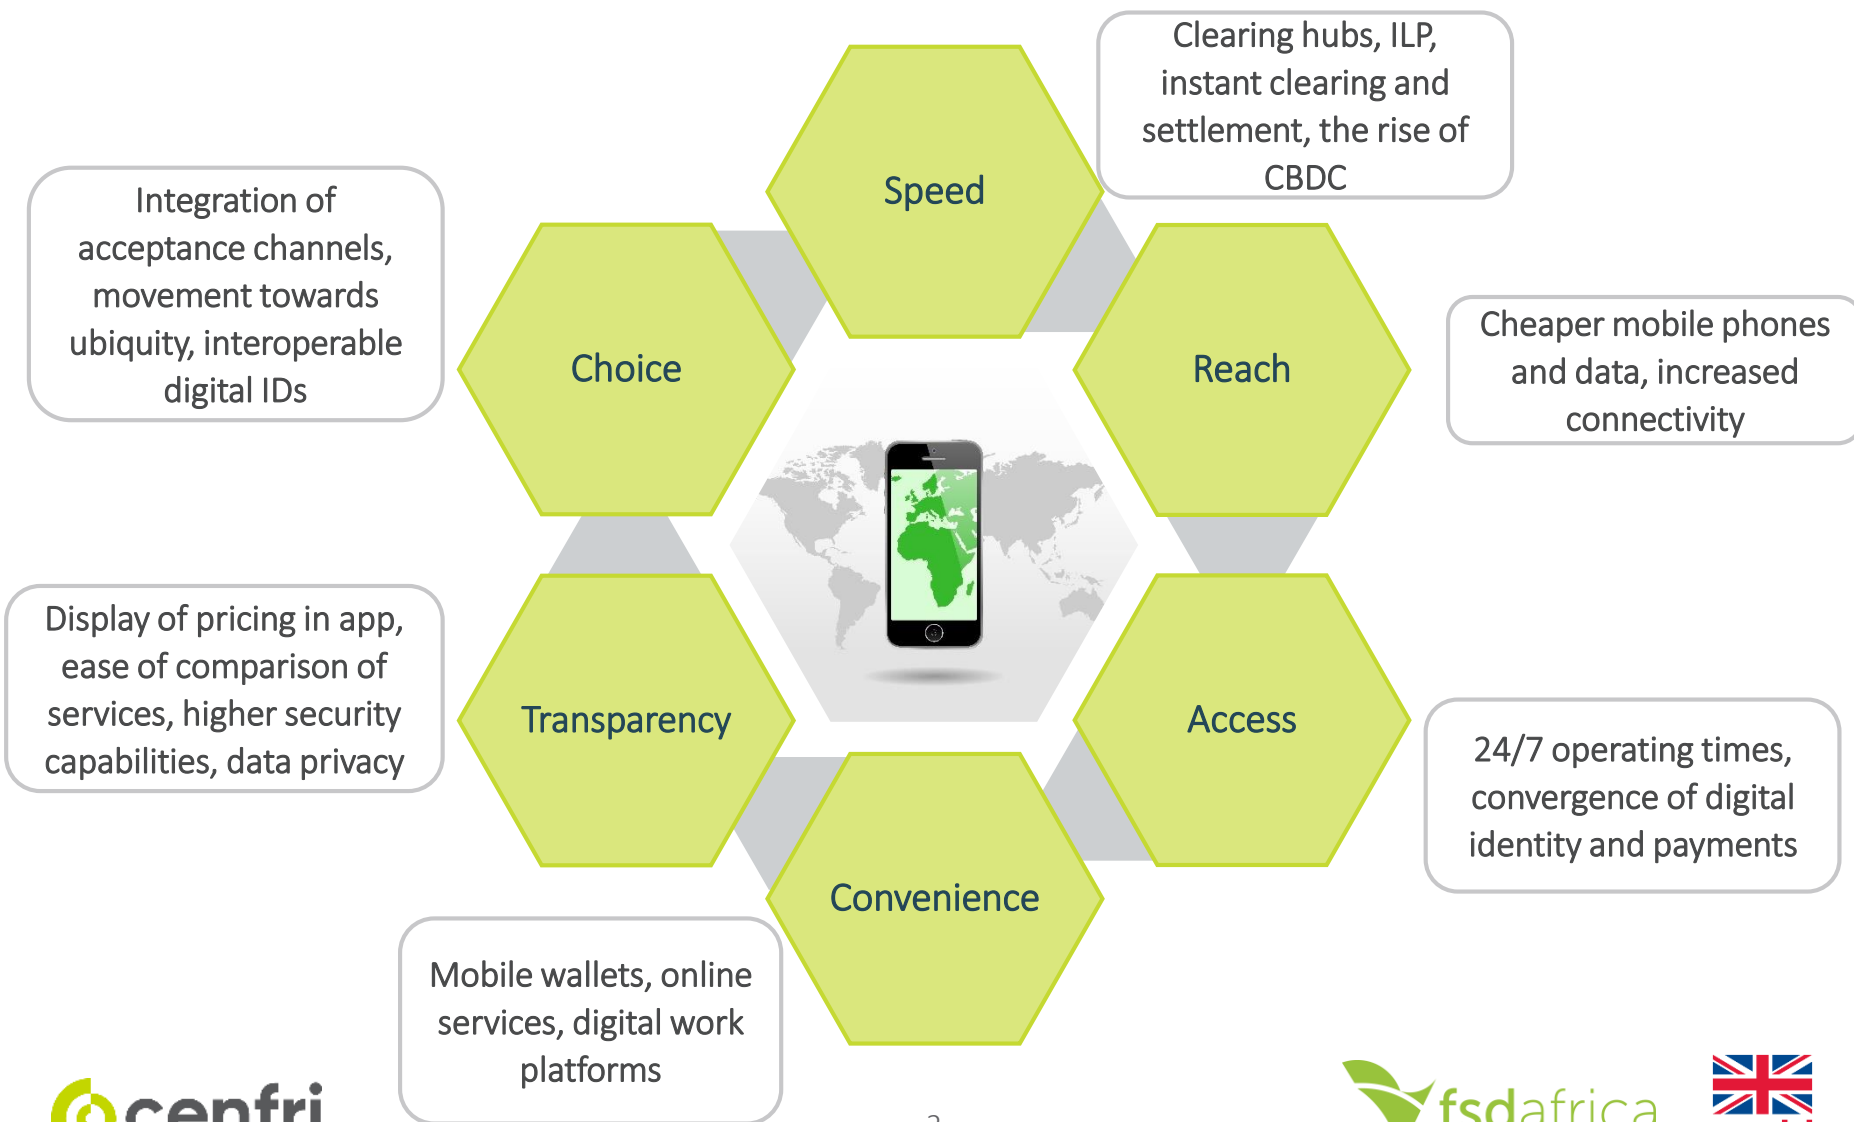 Clearing hubs, ILP,
instant clearing and
settlement, the rise of
CBDC
Speed
Integration of
acceptance channels,
movement towards
ubiquity, interoperable
digital IDs
Choice
Reach
Cheaper mobile phones
and data, increased
connectivity
Display of pricing in app,
ease of comparison of
services, higher security
capabilities, data privacy
Transparency
Access
24/7 operating times,
convergence of digital
identity and payments
Convenience
Mobile wallets, online
services, digital work
platforms
cenfri
fsdafrica